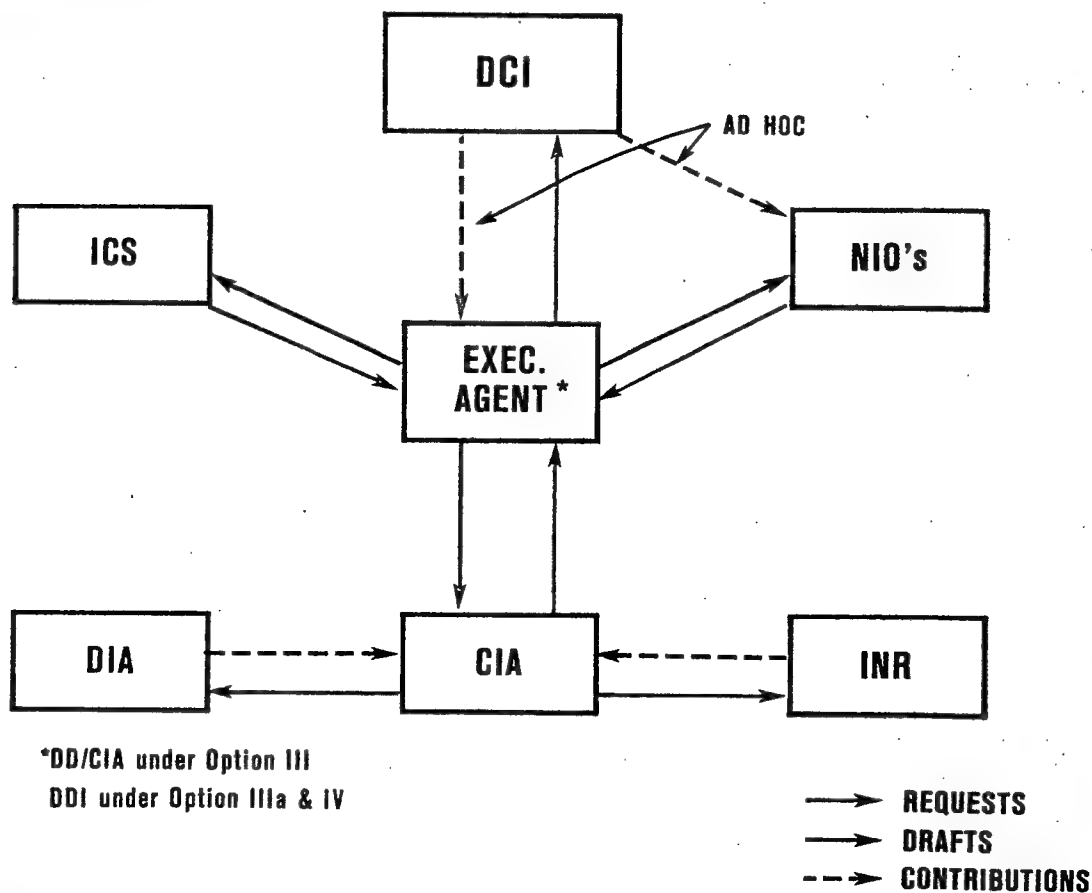 DCI
AD HOC
ICS
NIO's
EXEC.
AGENT*
DIA
CIA
INR
*DD/CIA under Option III
DDI under Option IIIa & IV
REQUESTS
DRAFTS
CONTRIBUTIONS